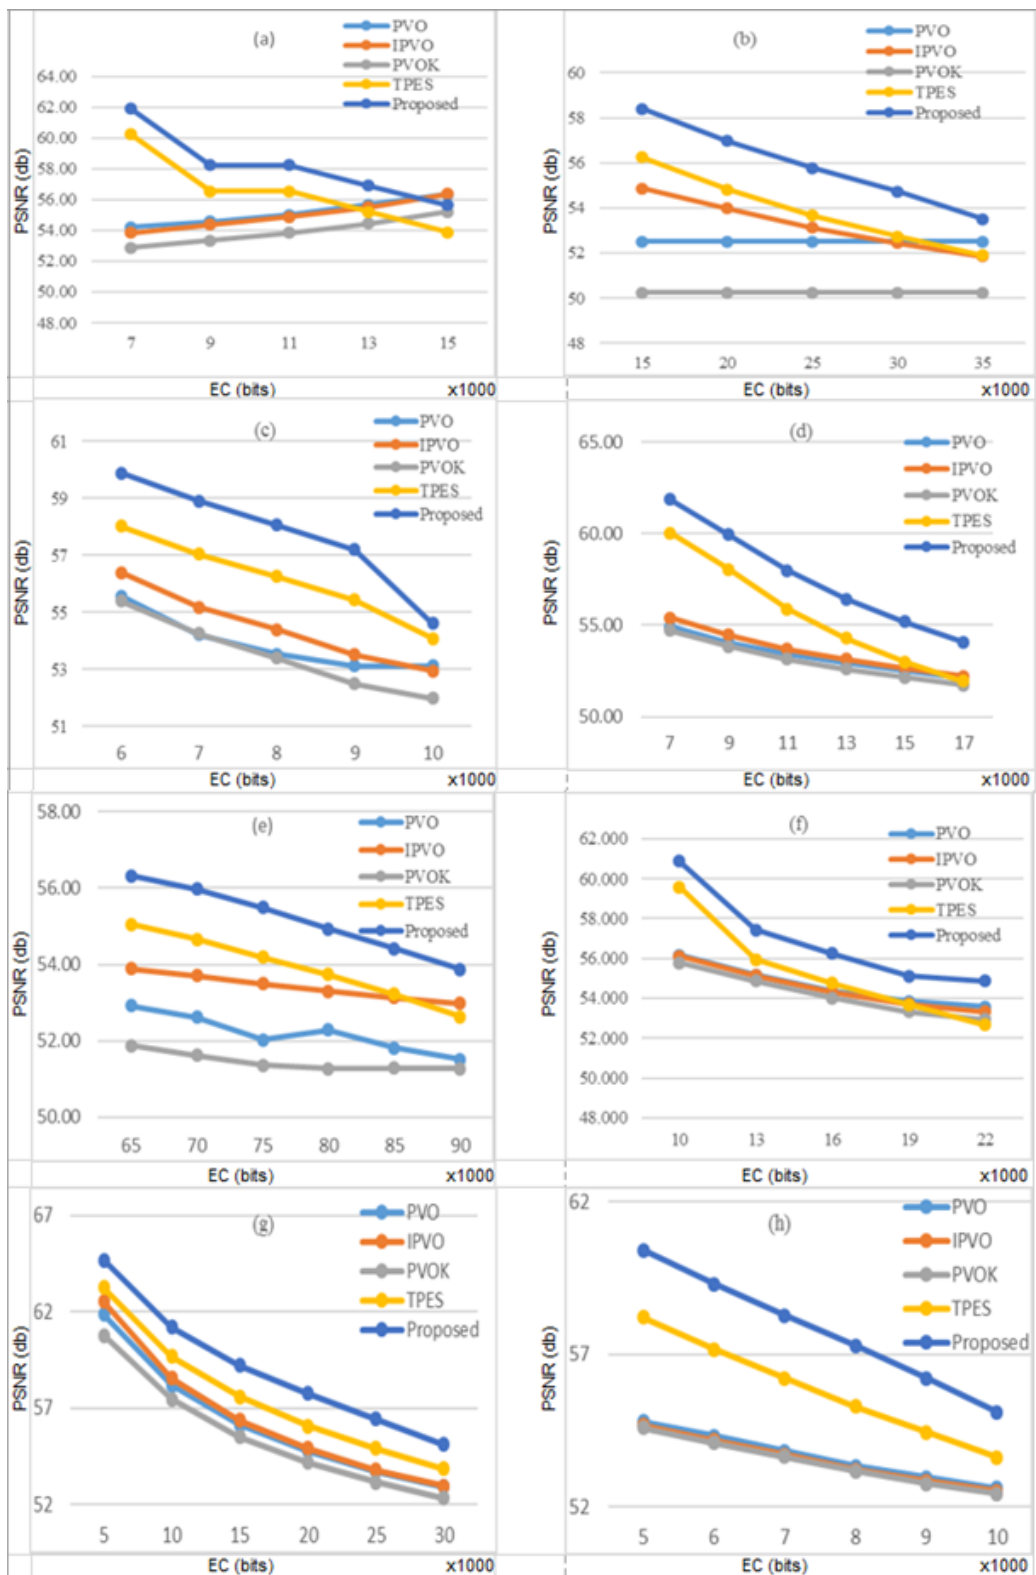 (a)
PVO
IPVO
PVOK
TPES
Proposed
64.00
62.00
60.00
58.00
56.00
54.00
52.00
50.00
48.00
PSNR (db)
7 9 11 13 15
EC (bits) x1000
(b)
PVO
IPVO
PVOK
TPES
Proposed
60
58
56
54
52
50
48
PSNR (db)
15 20 25 30 35
EC (bits) x1000
(c)
PVO
IPVO
PVOK
TPES
Proposed
61
59
57
55
53
51
PSNR (db)
6 7 8 9 10
EC (bits) x1000
(d)
PVO
IPVO
PVOK
TPES
Proposed
65.00
60.00
55.00
50.00
PSNR (db)
7 9 11 13 15 17
EC (bits) x1000
(e)
PVO
IPVO
PVOK
TPES
Proposed
58.00
56.00
54.00
52.00
50.00
PSNR (db)
65 70 75 80 85 90
EC (bits) x1000
(f)
PVO
IPVO
PVOK
TPES
Proposed
62.000
60.000
58.000
56.000
54.000
52.000
50.000
48.000
PSNR (db)
10 13 16 19 22
EC (bits) x1000
(g)
PVO
IPVO
PVOK
TPES
Proposed
67
62
57
52
PSNR (db)
5 10 15 20 25 30
EC (bits) x1000
(h)
PVO
IPVO
PVOK
TPES
Proposed
62
57
52
PSNR (db)
5 6 7 8 9 10
EC (bits) x1000